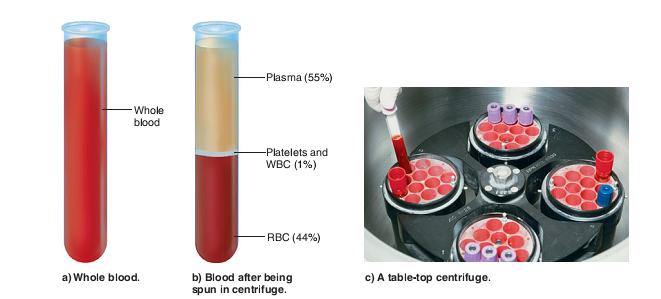 Whole
blood
Plasma (55%)
Platelets and
WBC (1%)
RBC (44%)
a) Whole blood.
b) Blood after being
spun in centrifuge.
c) A table-top centrifuge.